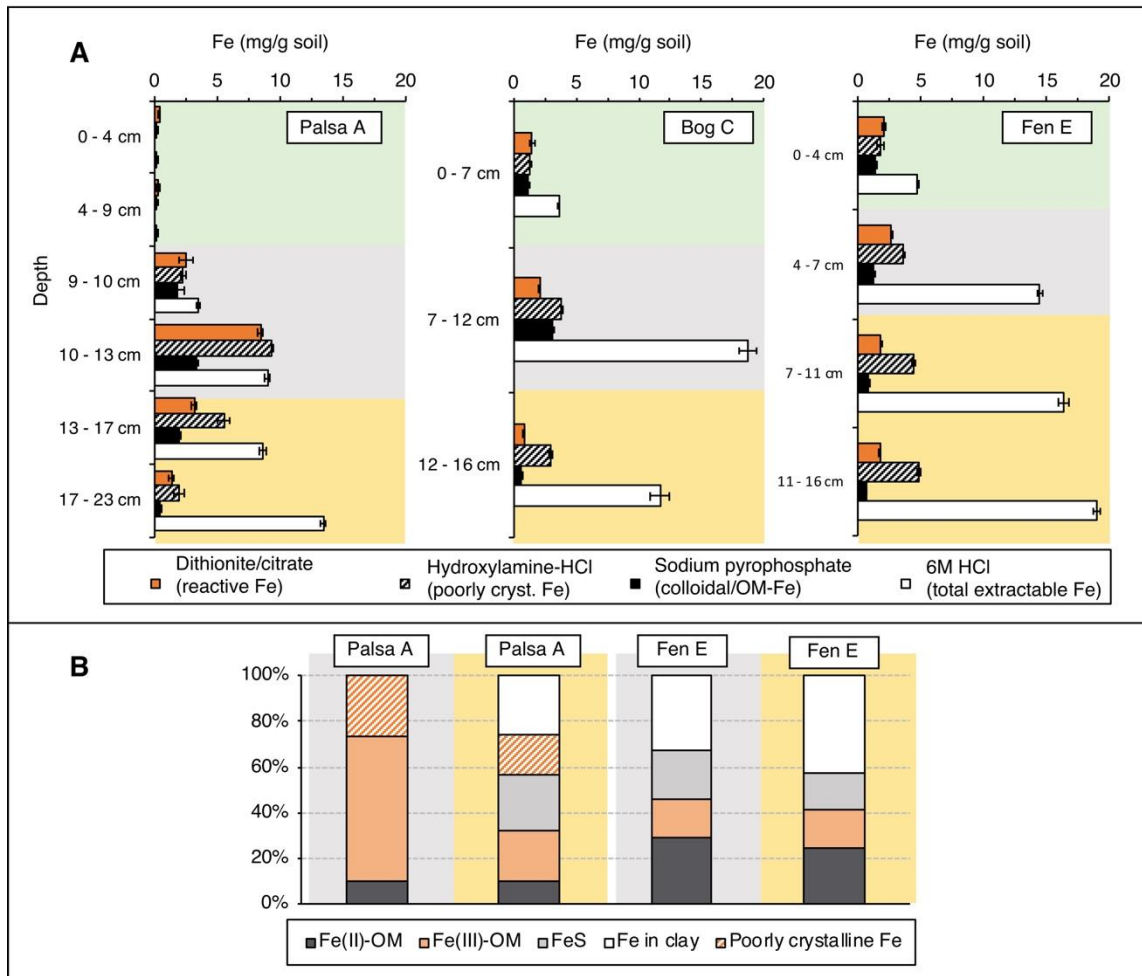 A
Fe (mg/g soil)
0 5 10 15 20
Palsa A
Depth
0 - 4 cm
4 - 9 cm
9 - 10 cm
10 - 13 cm
13 - 17 cm
17 - 23 cm
Fe (mg/g soil)
0 5 10 15 20
Bog C
0 - 7 cm
7 - 12 cm
12 - 16 cm
Fe (mg/g soil)
0 5 10 15 20
Fen E
0 - 4 cm
4 - 7 cm
7 - 11 cm
11 - 16 cm
Dithionite/citrate
(reactive Fe)
Hydroxylamine-HCl
(poorly cryst. Fe)
Sodium pyrophosphate
(colloidal/OM-Fe)
6M HCl
(total extractable Fe)
B
Palsa A Palsa A Fen E Fen E
100%
80%
60%
40%
20%
0%
Fe(II)-OM Fe(III)-OM FeS Fe in clay Poorly crystalline Fe